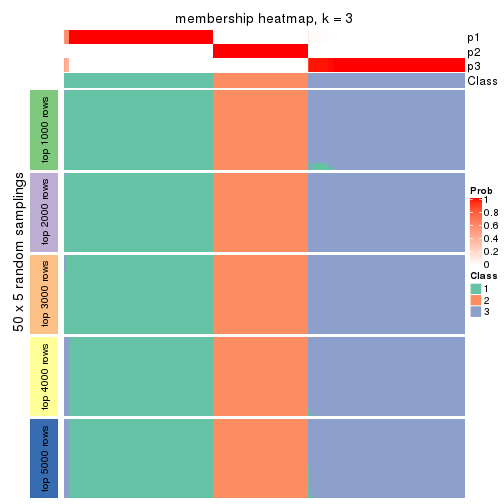 membership heatmap, k = 3
p1
p2
p3
Class
50 x 5 random samplings
top 1000 rows
top 2000 rows
top 3000 rows
top 4000 rows
top 5000 rows
Prob
1
0.8
0.6
0.4
0.2
0
Class
1
2
3